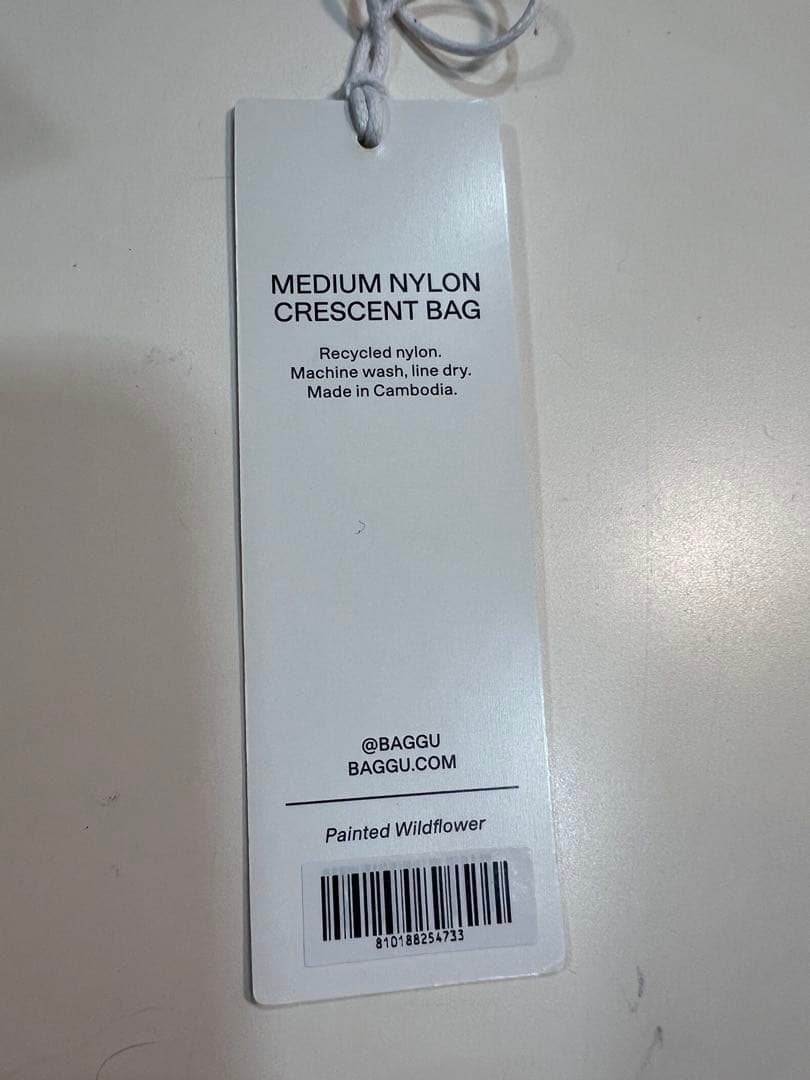 MEDIUM NYLON
CRESCENT BAG
Recycled nylon.
Machine wash, line dry.
Made in Cambodia.
@BAGGU
BAGGU.COM
Painted Wildflower
810188254733